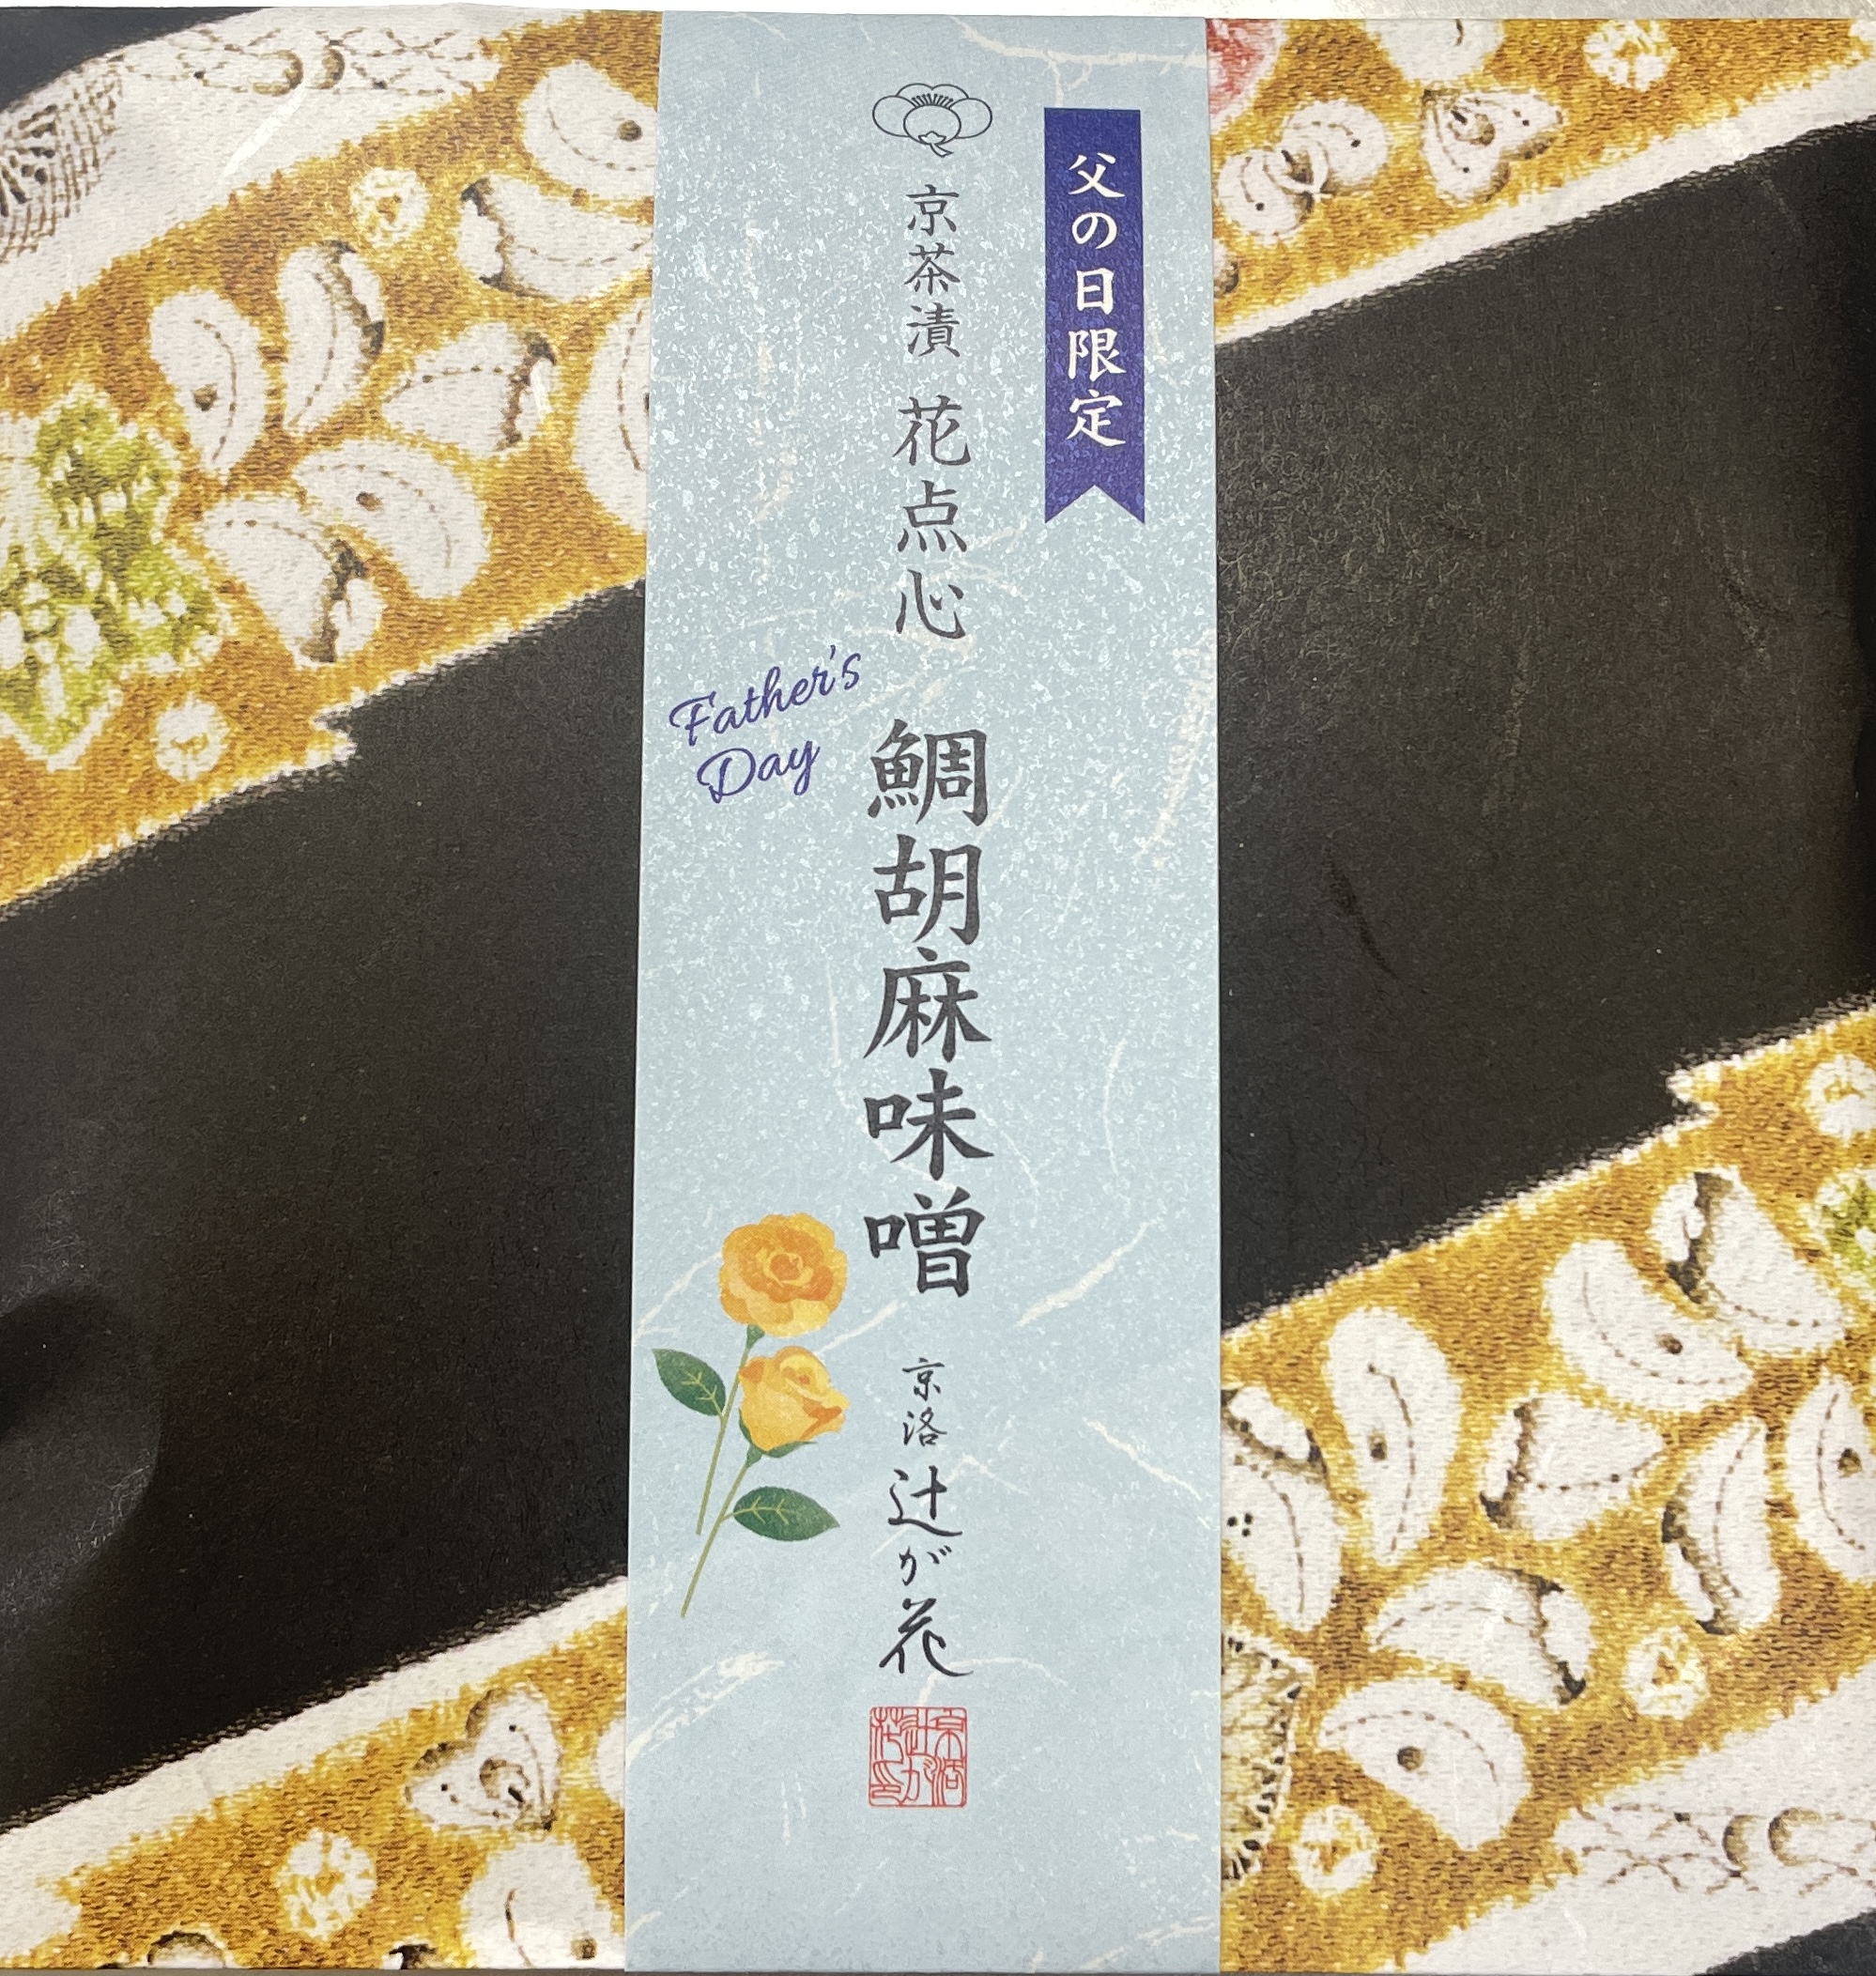 父の日限定
京茶漬 花点心
鯛胡麻味噌
Father's
Day
京洛
辻が花